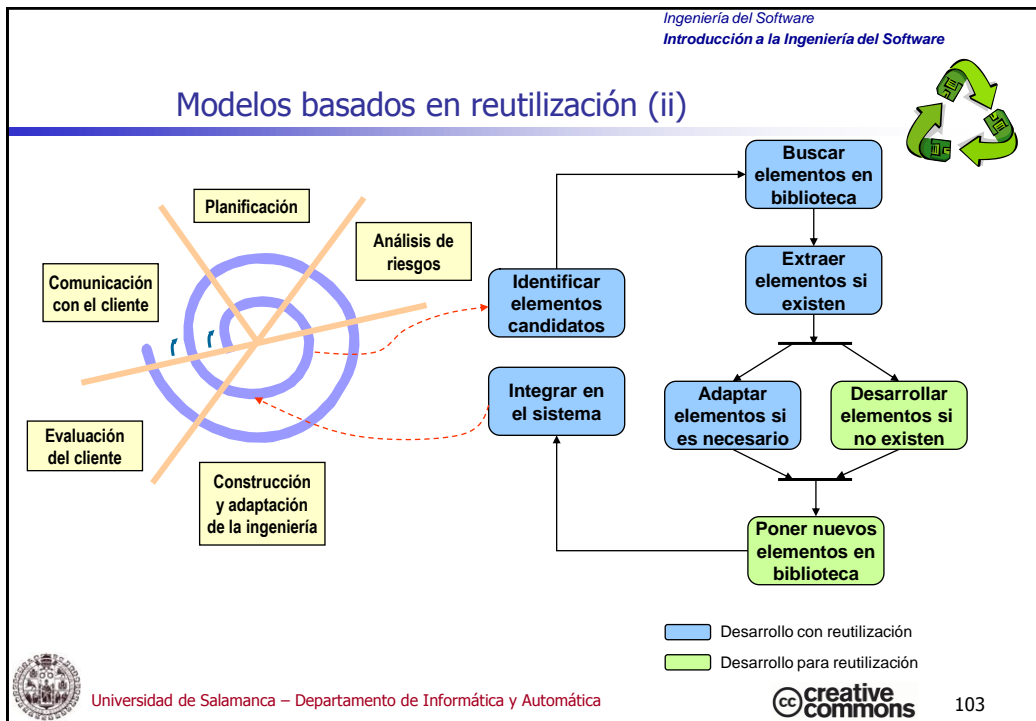 Ingeniería del Software
Introducción a la Ingeniería del Software
Modelos basados en reutilización (ii)
Planificación
Análisis de
riesgos
Comunicación
con el cliente
Evaluación
del cliente
Construcción
y adaptación
de la ingeniería
Identificar
elementos
candidatos
Buscar
elementos en
biblioteca
Extraer
elementos si
existen
Adaptar
elementos si
es necesario
Desarrollar
elementos si
no existen
Poner nuevos
elementos en
biblioteca
Integrar en
el sistema
Desarrollo con reutilización
Desarrollo para reutilización
Universidad de Salamanca – Departamento de Informática y Automática
cc creative
commons
103